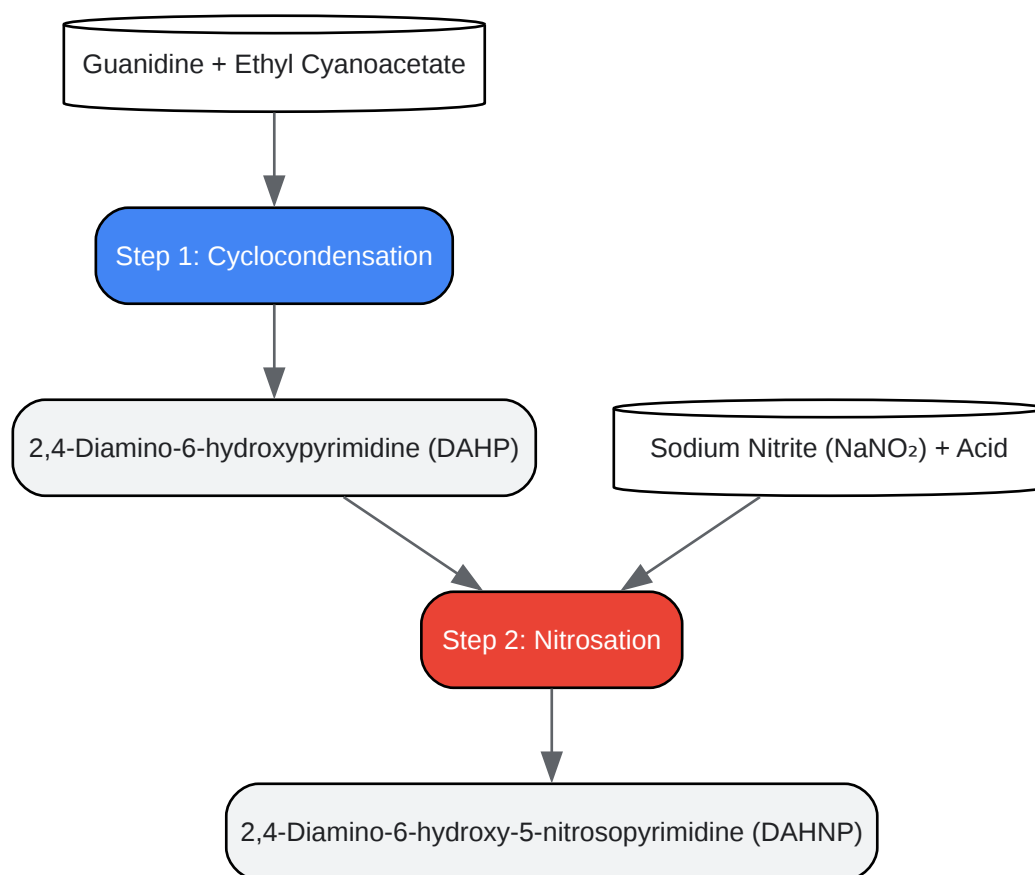 Guanidine + Ethyl Cyanoacetate
Step 1: Cyclocondensation
2,4-Diamino-6-hydroxypyrimidine (DAHP)
Sodium Nitrite (NaNO₂) + Acid
Step 2: Nitrosation
2,4-Diamino-6-hydroxy-5-nitrosopyrimidine (DAHNP)